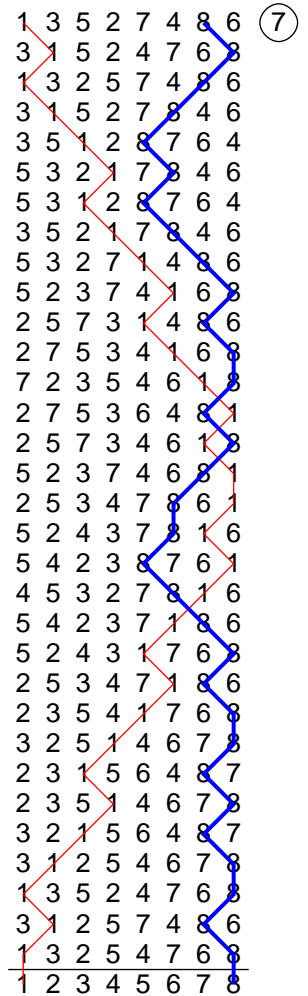 1 3 5 2 7 4 8 6 7
3 1 5 2 4 7 6 8
1 3 2 5 7 4 8 6
3 1 5 2 7 8 4 6
3 5 1 2 8 7 6 4
5 3 2 1 7 8 4 6
5 3 1 2 8 7 6 4
3 5 2 1 7 8 4 6
5 3 2 7 1 4 8 6
5 2 3 7 4 1 6 8
2 5 7 3 1 4 8 6
2 7 5 3 4 1 6 8
7 2 3 5 4 6 1 8
2 7 5 3 6 4 8 1
2 5 7 3 4 6 1 8
5 2 3 7 4 6 8 1
2 5 3 4 7 8 6 1
5 2 4 3 7 8 1 6
5 4 2 3 8 7 6 1
4 5 3 2 7 8 1 6
5 4 2 3 7 1 8 6
5 2 4 3 1 7 6 8
2 5 3 4 7 1 8 6
2 3 5 4 1 7 6 8
3 2 5 1 4 6 7 8
2 3 1 5 6 4 8 7
2 3 5 1 4 6 7 8
3 2 1 5 6 4 8 7
3 1 2 5 4 6 7 8
1 3 5 2 4 7 6 8
3 1 2 5 7 4 8 6
1 3 2 5 4 7 6 8
1 2 3 4 5 6 7 8